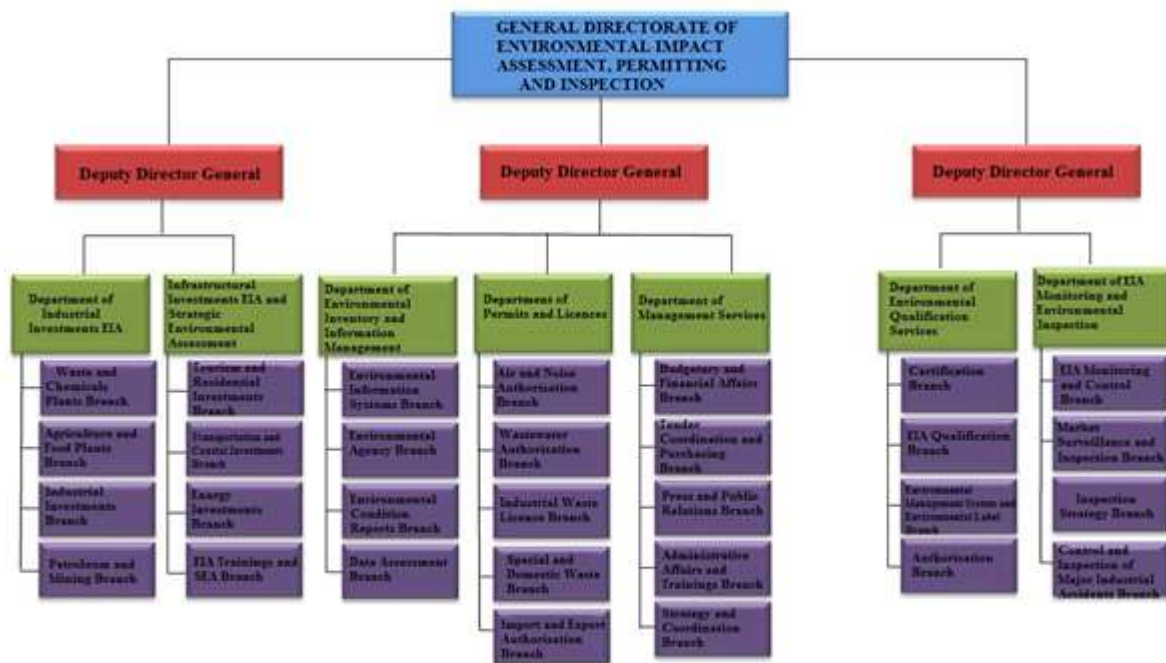 GENERAL DIRECTORATE OF
ENVIRONMENTAL IMPACT
ASSESSMENT, PERMITTING
AND INSPECTION
Deputy Director General
Deputy Director General
Deputy Director General
Department of
Industrial
Investments EIA
Infrastructural
Investments EIA and
Strategic
Environmental
Assessment
Department of
Environmental
Inventory and
Information
Management
Department of
Permits and Licences
Department of
Management Services
Department of
Environmental
Qualification
Services
Department of EIA
Monitoring and
Environmental
Inspection
Waste and
Chemicals
Plants Branch
Agriculture and
Food Plants
Branch
Industrial
Investments
Branch
Petroleum and
Mining Branch
Tourism and
Residential
Investments
Branch
Transportation and
Coastal Investments
Branch
Energy
Investments
Branch
EIA Trainings and
SEA Branch
Environmental
Information
Systems Branch
Environmental
Agency Branch
Environmental
Condition
Reports Branch
Data Assessment
Branch
Air and Noise
Authorisation
Branch
Wastewater
Authorisation
Branch
Industrial Waste
Licence Branch
Special and
Domestic Waste
Branch
Import and Export
Authorisation
Branch
Budgetary and
Financial Affairs
Branch
Tender
Coordination and
Purchasing
Branch
Press and Public
Relations Branch
Administrative
Affairs and
Trainings Branch
Strategy and
Coordination
Branch
Certification
Branch
EIA Qualification
Branch
Environmental
Management System and
Environmental Label
Branch
Authorisation
Branch
EIA Monitoring
and Control
Branch
Market
Surveillance and
Inspection Branch
Inspection
Strategy Branch
Control and
Inspection of
Major Industrial
Accidents Branch